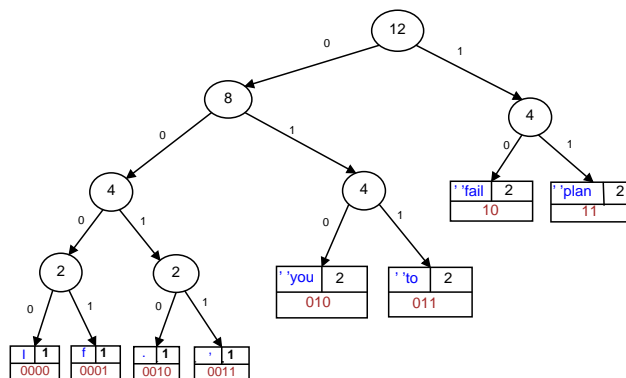 12
0 1
8 4
0 1 0 1
' 'fail 2 ' 'plan 2
10 11
4 4
0 1 0 1
2 2 ' 'you 2 ' 'to 2
010 011
0 1 0 1
I 1 f 1 . 1 ' 1
0000 0001 0010 0011